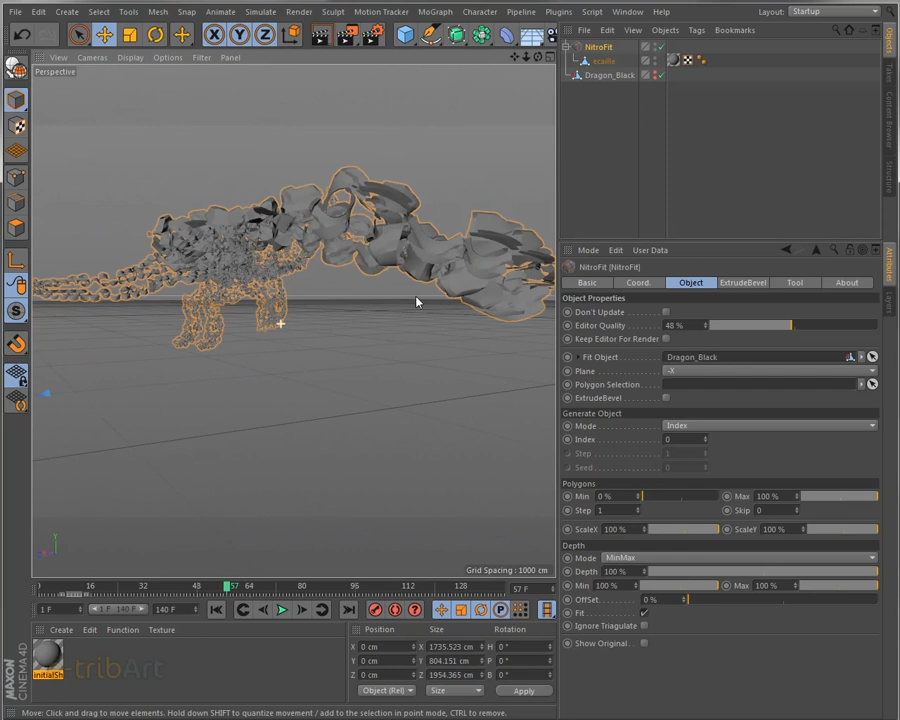 File Edit Create Select Tools Mesh Snap Animate Simulate Render Sculpt Motion Tracker MoGraph Character Pipeline Plugins Script Window Layout: Startup
File Edit View Objects Tags Bookmarks
NitroFit
ecaille
Dragon_Black
View Cameras Display Options Filter Panel
Perspective
X Y Z
Objects
Takes
Content Browser
Structure
Attributes
Layers
Mode Edit User Data
NitroFit [NitroFit]
Basic Coord. Object ExtrudeBevel Tool About
Object Properties
Don't Update
Editor Quality 48 %
Keep Editor For Render
Fit Object Dragon_Black
Plane -X
Polygon Selection
ExtrudeBevel
Generate Object
Mode Index
Index 0
Step 1
Seed 0
Polygons
Min 0 % Max 100 %
Step 1 Skip 0
ScaleX 100 % ScaleY 100 %
Depth
Mode MinMax
Depth 100 %
Min 100 % Max 100 %
OffSet 0 %
Fit
Ignore Triagulate
Show Original
Y
Grid Spacing : 1000 cm
16 32 48 57 64 80 96 112 128 57 F
1 F 1 F 140 F 140 F
Create Edit Function Texture
initialSh
-tribArt
MAXON
CINEMA 4D
Position Size Rotation
X 0 cm X 1735.523 cm H 0 °
Y 0 cm Y 804.151 cm P 0 °
Z 0 cm Z 1954.365 cm B 0 °
Object (Rel) Size Apply
Move: Click and drag to move elements. Hold down SHIFT to quantize movement / add to the selection in point mode, CTRL to remove.